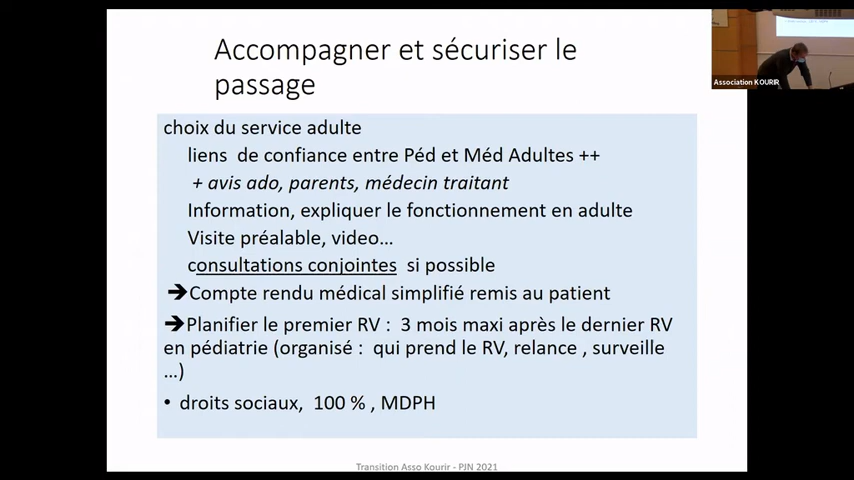 Accompagner et sécuriser le
passage
choix du service adulte
liens de confiance entre Péd et Méd Adultes ++
+ avis ado, parents, médecin traitant
Information, expliquer le fonctionnement en adulte
Visite préalable, video…
consultations conjointes si possible
➔Compte rendu médical simplifié remis au patient
➔Planifier le premier RV : 3 mois maxi après le dernier RV
en pédiatrie (organisé : qui prend le RV, relance , surveille
…)
• droits sociaux, 100 % , MDPH
Transition Asso Kourir - PJN 2021
Association KOURIR